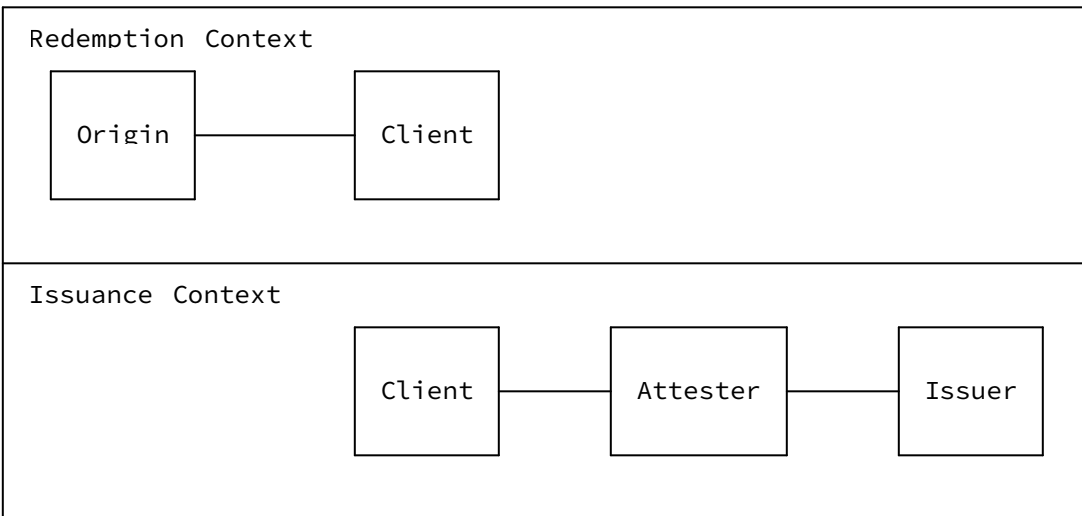 Redemption Context
Origin Client
Issuance Context
Client Attester Issuer